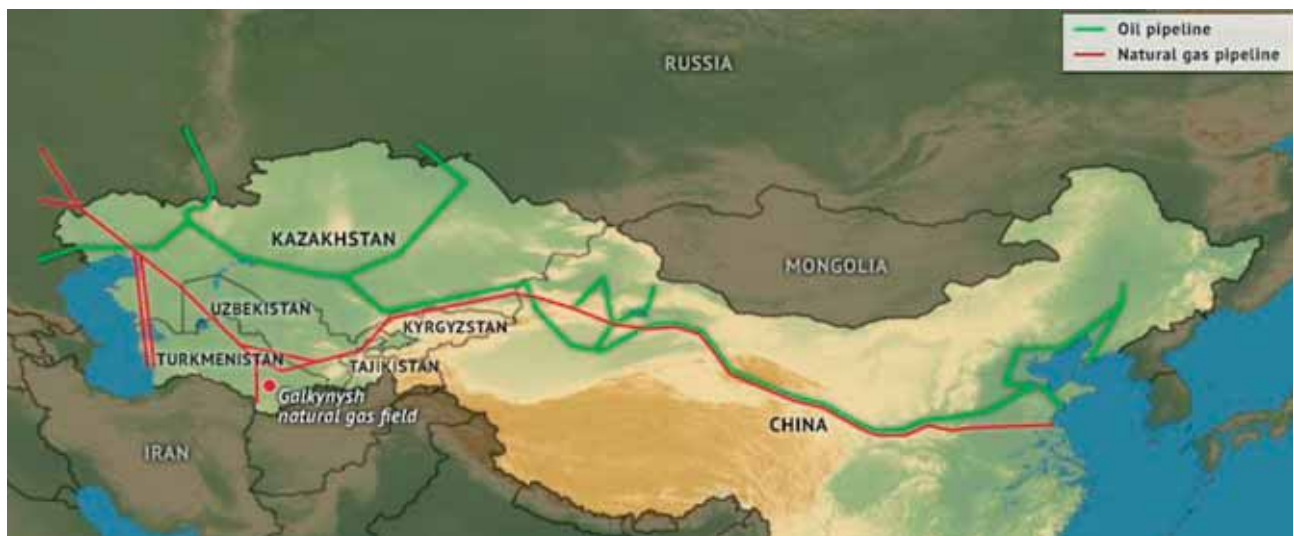 Oil pipeline
Natural gas pipeline
RUSSIA
KAZAKHSTAN
MONGOLIA
UZBEKISTAN
KYRGYZSTAN
TURKMENISTAN
TAJIKISTAN
Galkynysh
natural gas field
CHINA
IRAN